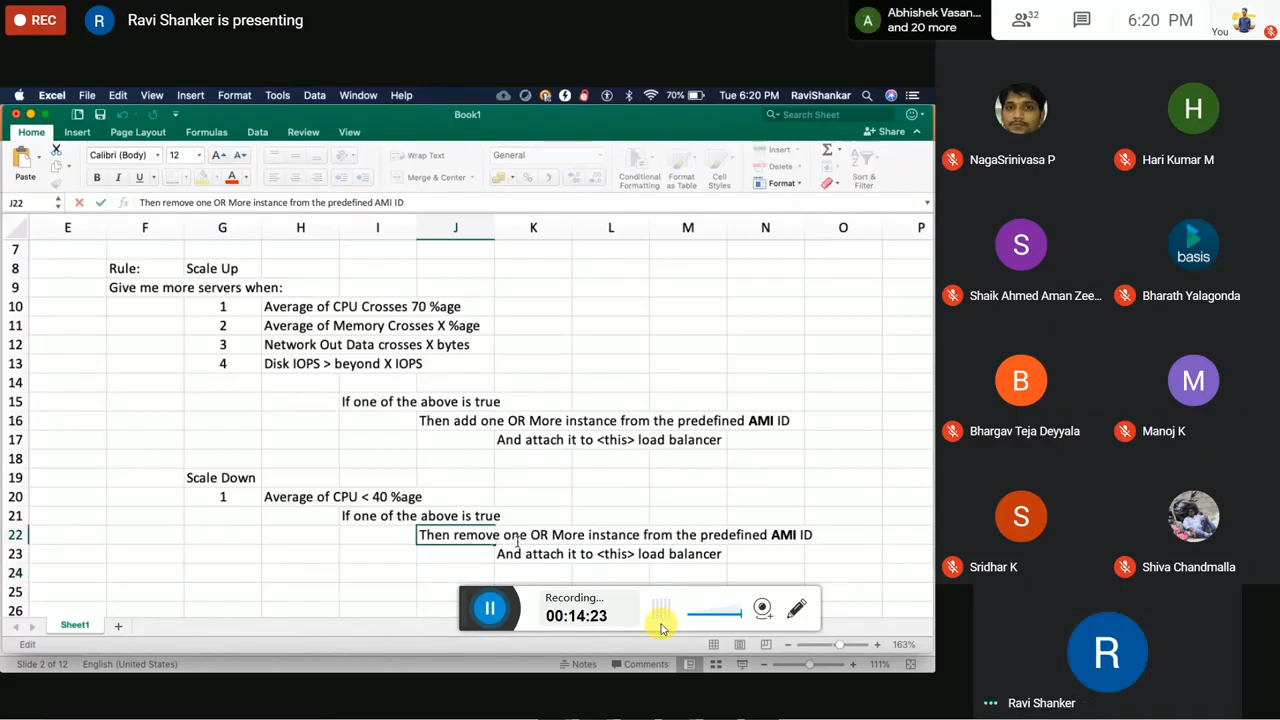 REC
R
Ravi Shanker is presenting
A
Abhishek Vasan...
and 20 more
32
6:20 PM
You
Excel File Edit View Insert Format Tools Data Window Help
70% Tue 6:20 PM RaviShankar
Book1
Search Sheet
Home Insert Page Layout Formulas Data Review View
Share
Paste
Calibri (Body) 12
A A
B I U A
Wrap Text
Merge & Center
General
%
Conditional Formatting
Format as Table
Cell Styles
Insert
Delete
Format
Sort & Filter
J22 fx Then remove one OR More instance from the predefined AMI ID
E F G H I J K L M N O P
7
8 Rule: Scale Up
9 Give me more servers when:
10 1 Average of CPU Crosses 70 %age
11 2 Average of Memory Crosses X %age
12 3 Network Out Data crosses X bytes
13 4 Disk IOPS > beyond X IOPS
14
15 If one of the above is true
16 Then add one OR More instance from the predefined AMI ID
17 And attach it to <this> load balancer
18
19 Scale Down
20 1 Average of CPU < 40 %age
21 If one of the above is true
22 Then remove one OR More instance from the predefined AMI ID
23 And attach it to <this> load balancer
24
25
26
Recording...
00:14:23
Sheet1 +
Edit
163%
Slide 2 of 12 English (United States)
Notes Comments
111%
NagaSrinivasa P
H
Hari Kumar M
S
Shaik Ahmed Aman Zee...
basis
Bharath Yalagonda
B
Bhargav Teja Deyyala
M
Manoj K
S
Sridhar K
Shiva Chandmalla
R
Ravi Shanker